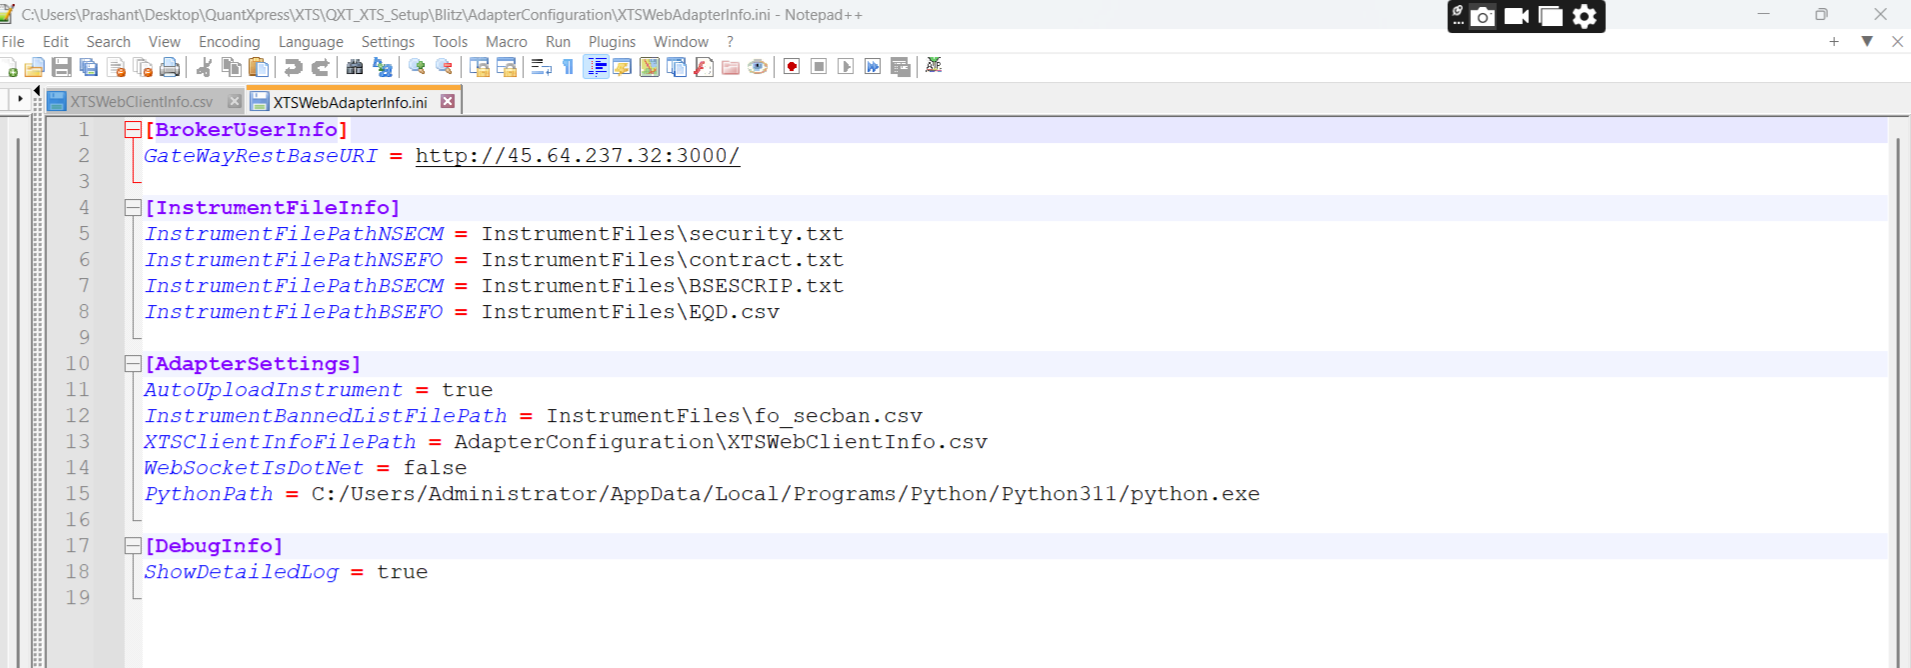 C:\Users\Prashant\Desktop\QuantXpress\XTS\QXT_XTS_Setup\Blitz\AdapterConfiguration\XTSWebAdapterInfo.ini - Notepad++
File Edit Search View Encoding Language Settings Tools Macro Run Plugins Window ?
XTSWebClientInfo.csv XTSWebAdapterInfo.ini
1 [BrokerUserInfo]
2 GateWayRestBaseURI = http://45.64.237.32:3000/
3
4 [InstrumentFileInfo]
5 InstrumentFilePathNSECM = InstrumentFiles\security.txt
6 InstrumentFilePathNSEFO = InstrumentFiles\contract.txt
7 InstrumentFilePathBSECM = InstrumentFiles\BSESCRIP.txt
8 InstrumentFilePathBSEFO = InstrumentFiles\EQD.csv
9
10 [AdapterSettings]
11 AutoUploadInstrument = true
12 InstrumentBannedListFilePath = InstrumentFiles\fo_secban.csv
13 XTSClientInfoFilePath = AdapterConfiguration\XTSWebClientInfo.csv
14 WebSocketIsDotNet = false
15 PythonPath = C:/Users/Administrator/AppData/Local/Programs/Python/Python311/python.exe
16
17 [DebugInfo]
18 ShowDetailedLog = true
19